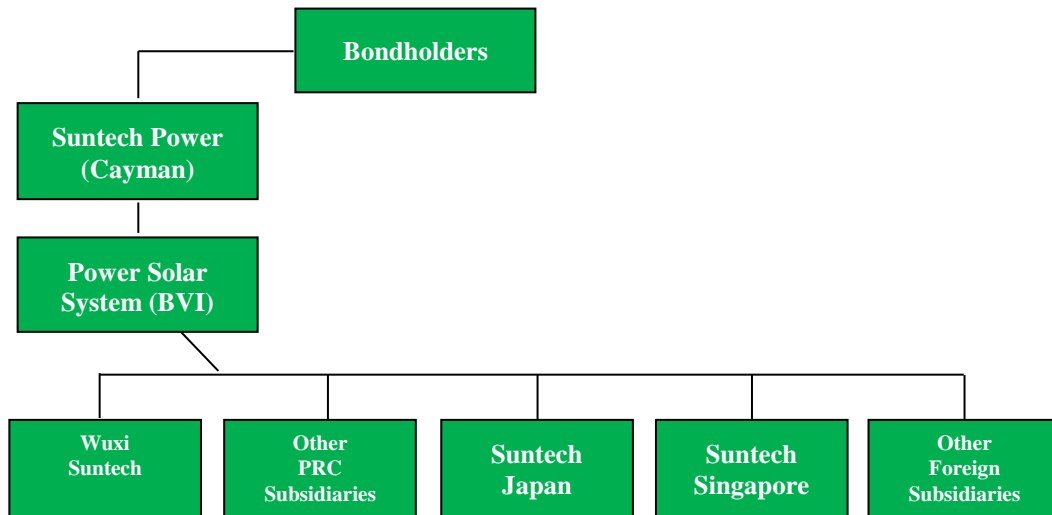 Bondholders
Suntech Power
(Cayman)
Power Solar
System (BVI)
Wuxi
Suntech
Other
PRC
Subsidiaries
Suntech
Japan
Suntech
Singapore
Other
Foreign
Subsidiaries